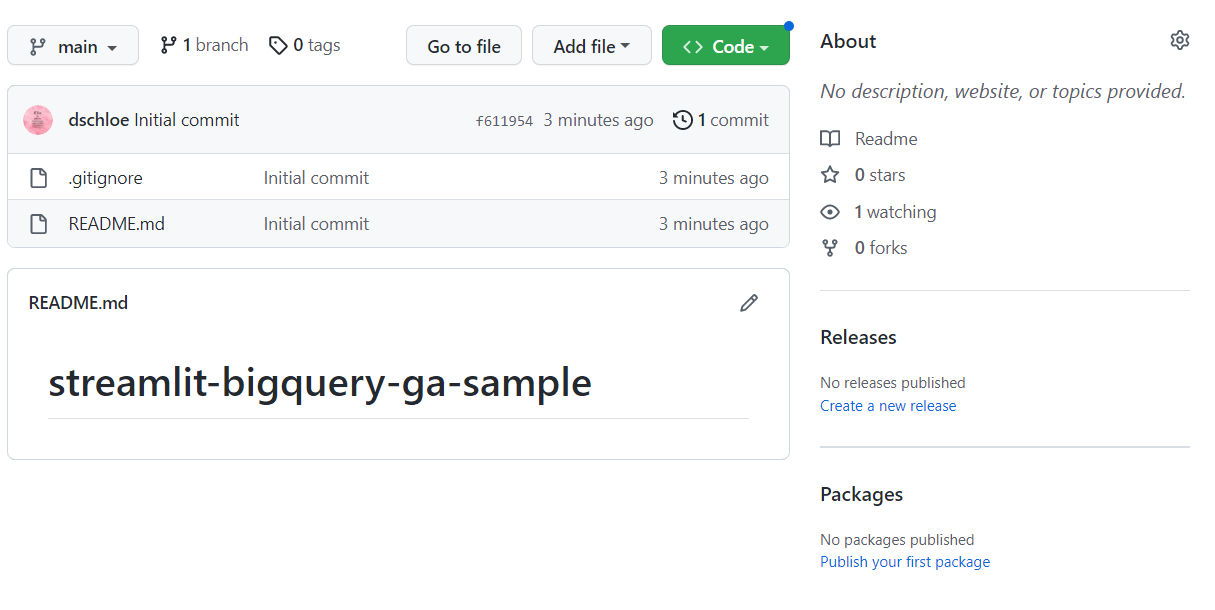 main 1 branch 0 tags Go to file Add file Code
dschloe Initial commit f611954 3 minutes ago 1 commit
.gitignore Initial commit 3 minutes ago
README.md Initial commit 3 minutes ago
README.md
streamlit-bigquery-ga-sample
About
No description, website, or topics provided.
Readme
0 stars
1 watching
0 forks
Releases
No releases published
Create a new release
Packages
No packages published
Publish your first package